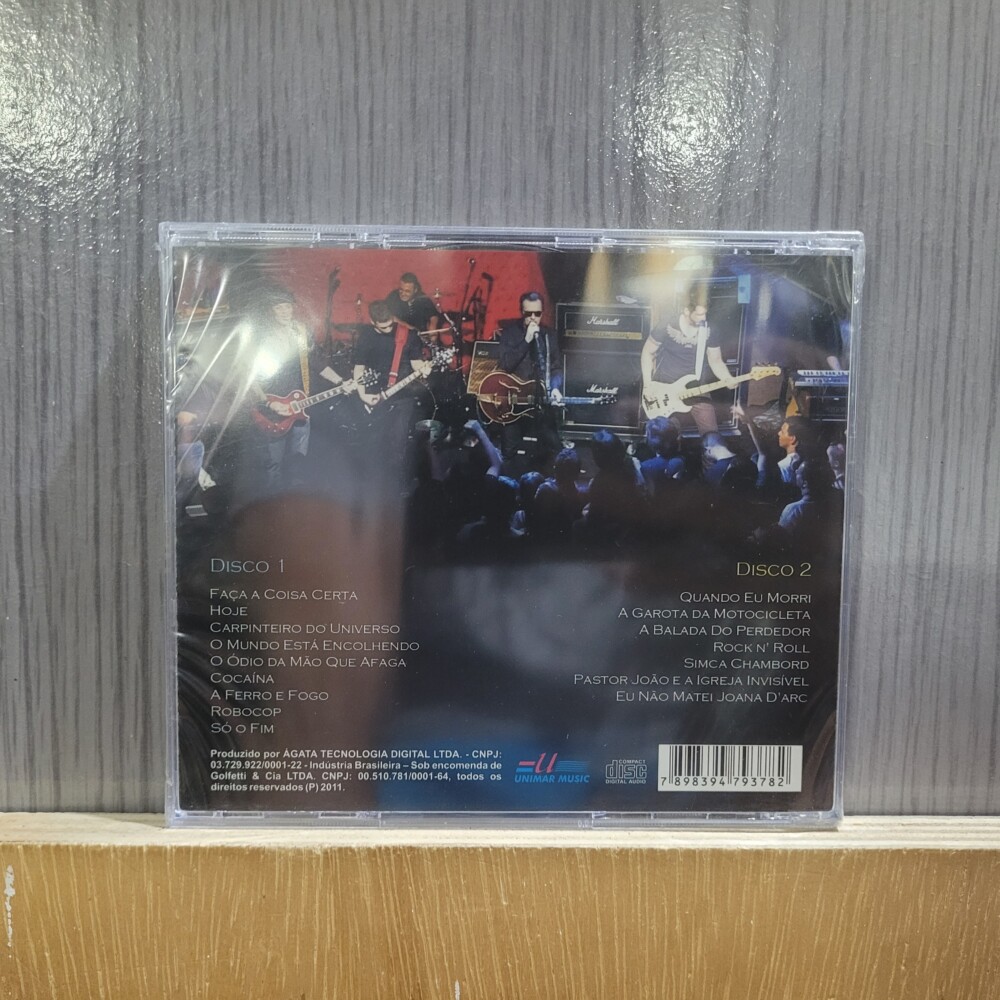 Marshall
Marshall
Disco 1
Faça a Coisa Certa
Hoje
Carpinteiro do Universo
O Mundo Está Encolhendo
O Ódio da Mão Que Afaga
Cocaína
A Ferro e Fogo
Robocop
Só o Fim
Disco 2
Quando Eu Morri
A Garota da Motocicleta
A Balada Do Perdedor
Rock n' Roll
Simca Chambord
Pastor João e a Igreja Invisível
Eu Não Matei Joana D'arc
Produzido por ÁGATA TECNOLOGIA DIGITAL LTDA. - CNPJ:
03.729.922/0001-22 - Indústria Brasileira – Sob encomenda de
Golfetti & Cia LTDA. CNPJ: 00.510.781/0001-64, todos os
direitos reservados (P) 2011.
U
UNIMAR MUSIC
COMPACT
disc
DIGITAL AUDIO
7 898394 793782